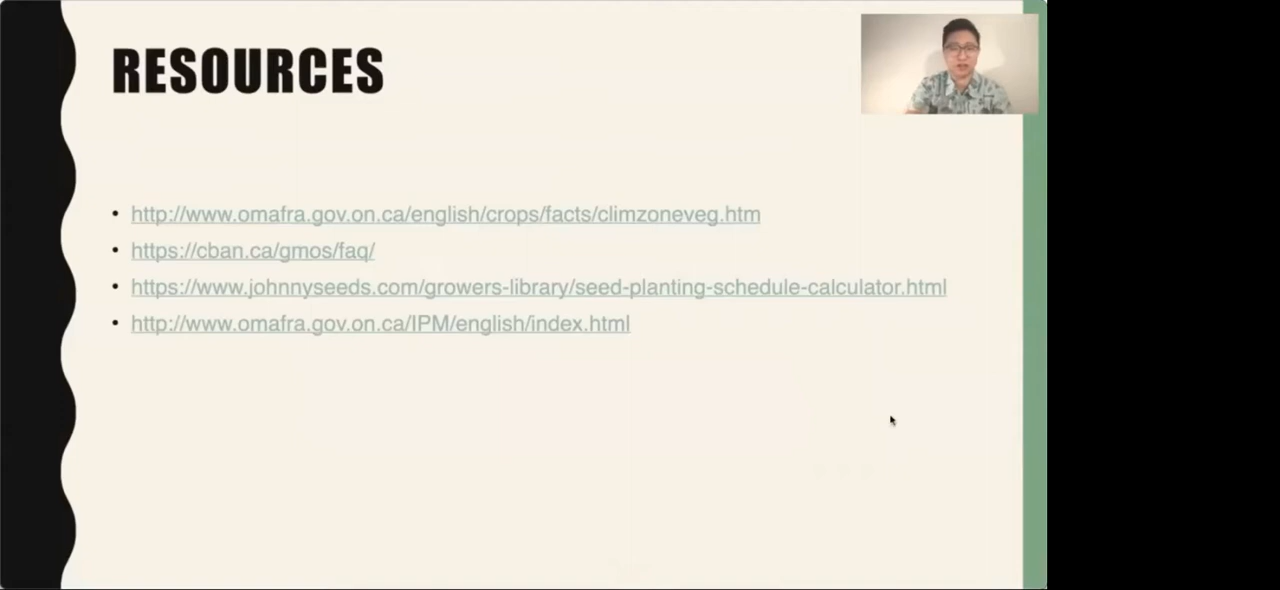 RESOURCES
• http://www.omafra.gov.on.ca/english/crops/facts/climzoneveg.htm
• https://cban.ca/gmos/faq/
• https://www.johnnyseeds.com/growers-library/seed-planting-schedule-calculator.html
• http://www.omafra.gov.on.ca/IPM/english/index.html